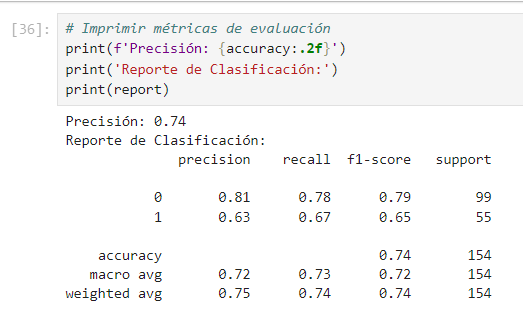 [36]: # Imprimir métricas de evaluación
print(f'Precisión: {accuracy:.2f}')
print('Reporte de Clasificación:')
print(report)
Precisión: 0.74
Reporte de Clasificación:
precision recall f1-score support
0 0.81 0.78 0.79 99
1 0.63 0.67 0.65 55
accuracy 0.74 154
macro avg 0.72 0.73 0.72 154
weighted avg 0.75 0.74 0.74 154